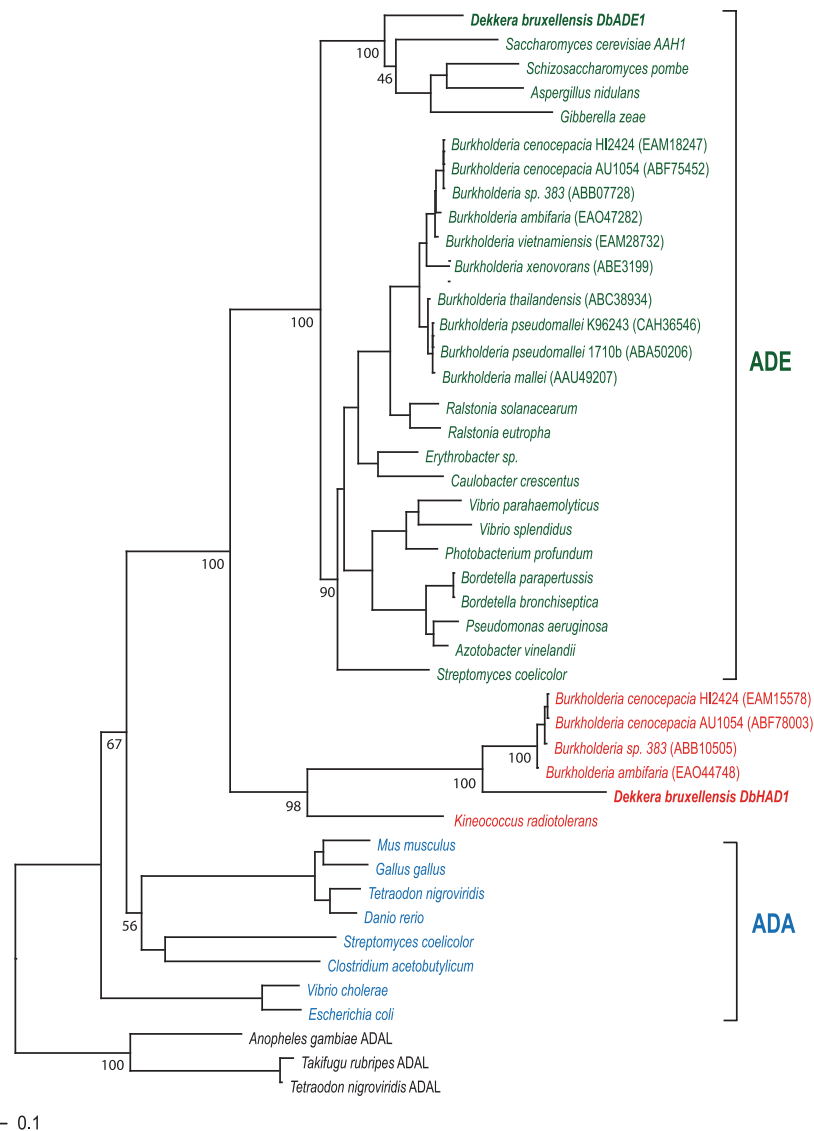 Dekkera bruxellensis DbADE1
100
Saccharomyces cerevisiae AAH1
46
Schizosaccharomyces pombe
Aspergillus nidulans
Gibberella zeae
Burkholderia cenocepacia HI2424 (EAM18247)
Burkholderia cenocepacia AU1054 (ABF75452)
Burkholderia sp. 383 (ABB07728)
Burkholderia ambifaria (EAO47282)
Burkholderia vietnamiensis (EAM28732)
Burkholderia xenovorans (ABE3199)
Burkholderia thailandensis (ABC38934)
100
Burkholderia pseudomallei K96243 (CAH36546)
Burkholderia pseudomallei 1710b (ABA50206)
ADE
Burkholderia mallei (AAU49207)
Ralstonia solanacearum
Ralstonia eutropha
Erythrobacter sp.
Caulobacter crescentus
Vibrio parahaemolyticus
Vibrio splendidus
Photobacterium profundum
100
Bordetella parapertussis
90
Bordetella bronchiseptica
Pseudomonas aeruginosa
Azotobacter vinelandii
Streptomyces coelicolor
Burkholderia cenocepacia HI2424 (EAM15578)
Burkholderia cenocepacia AU1054 (ABF78003)
67
Burkholderia sp. 383 (ABB10505)
100
Burkholderia ambifaria (EAO44748)
100
Dekkera bruxellensis DbHAD1
98
Kineococcus radiotolerans
Mus musculus
Gallus gallus
Tetraodon nigroviridis
Danio rerio
56
ADA
Streptomyces coelicolor
Clostridium acetobutylicum
Vibrio cholerae
Escherichia coli
Anopheles gambiae ADAL
100
Takifugu rubripes ADAL
Tetraodon nigroviridis ADAL
0.1